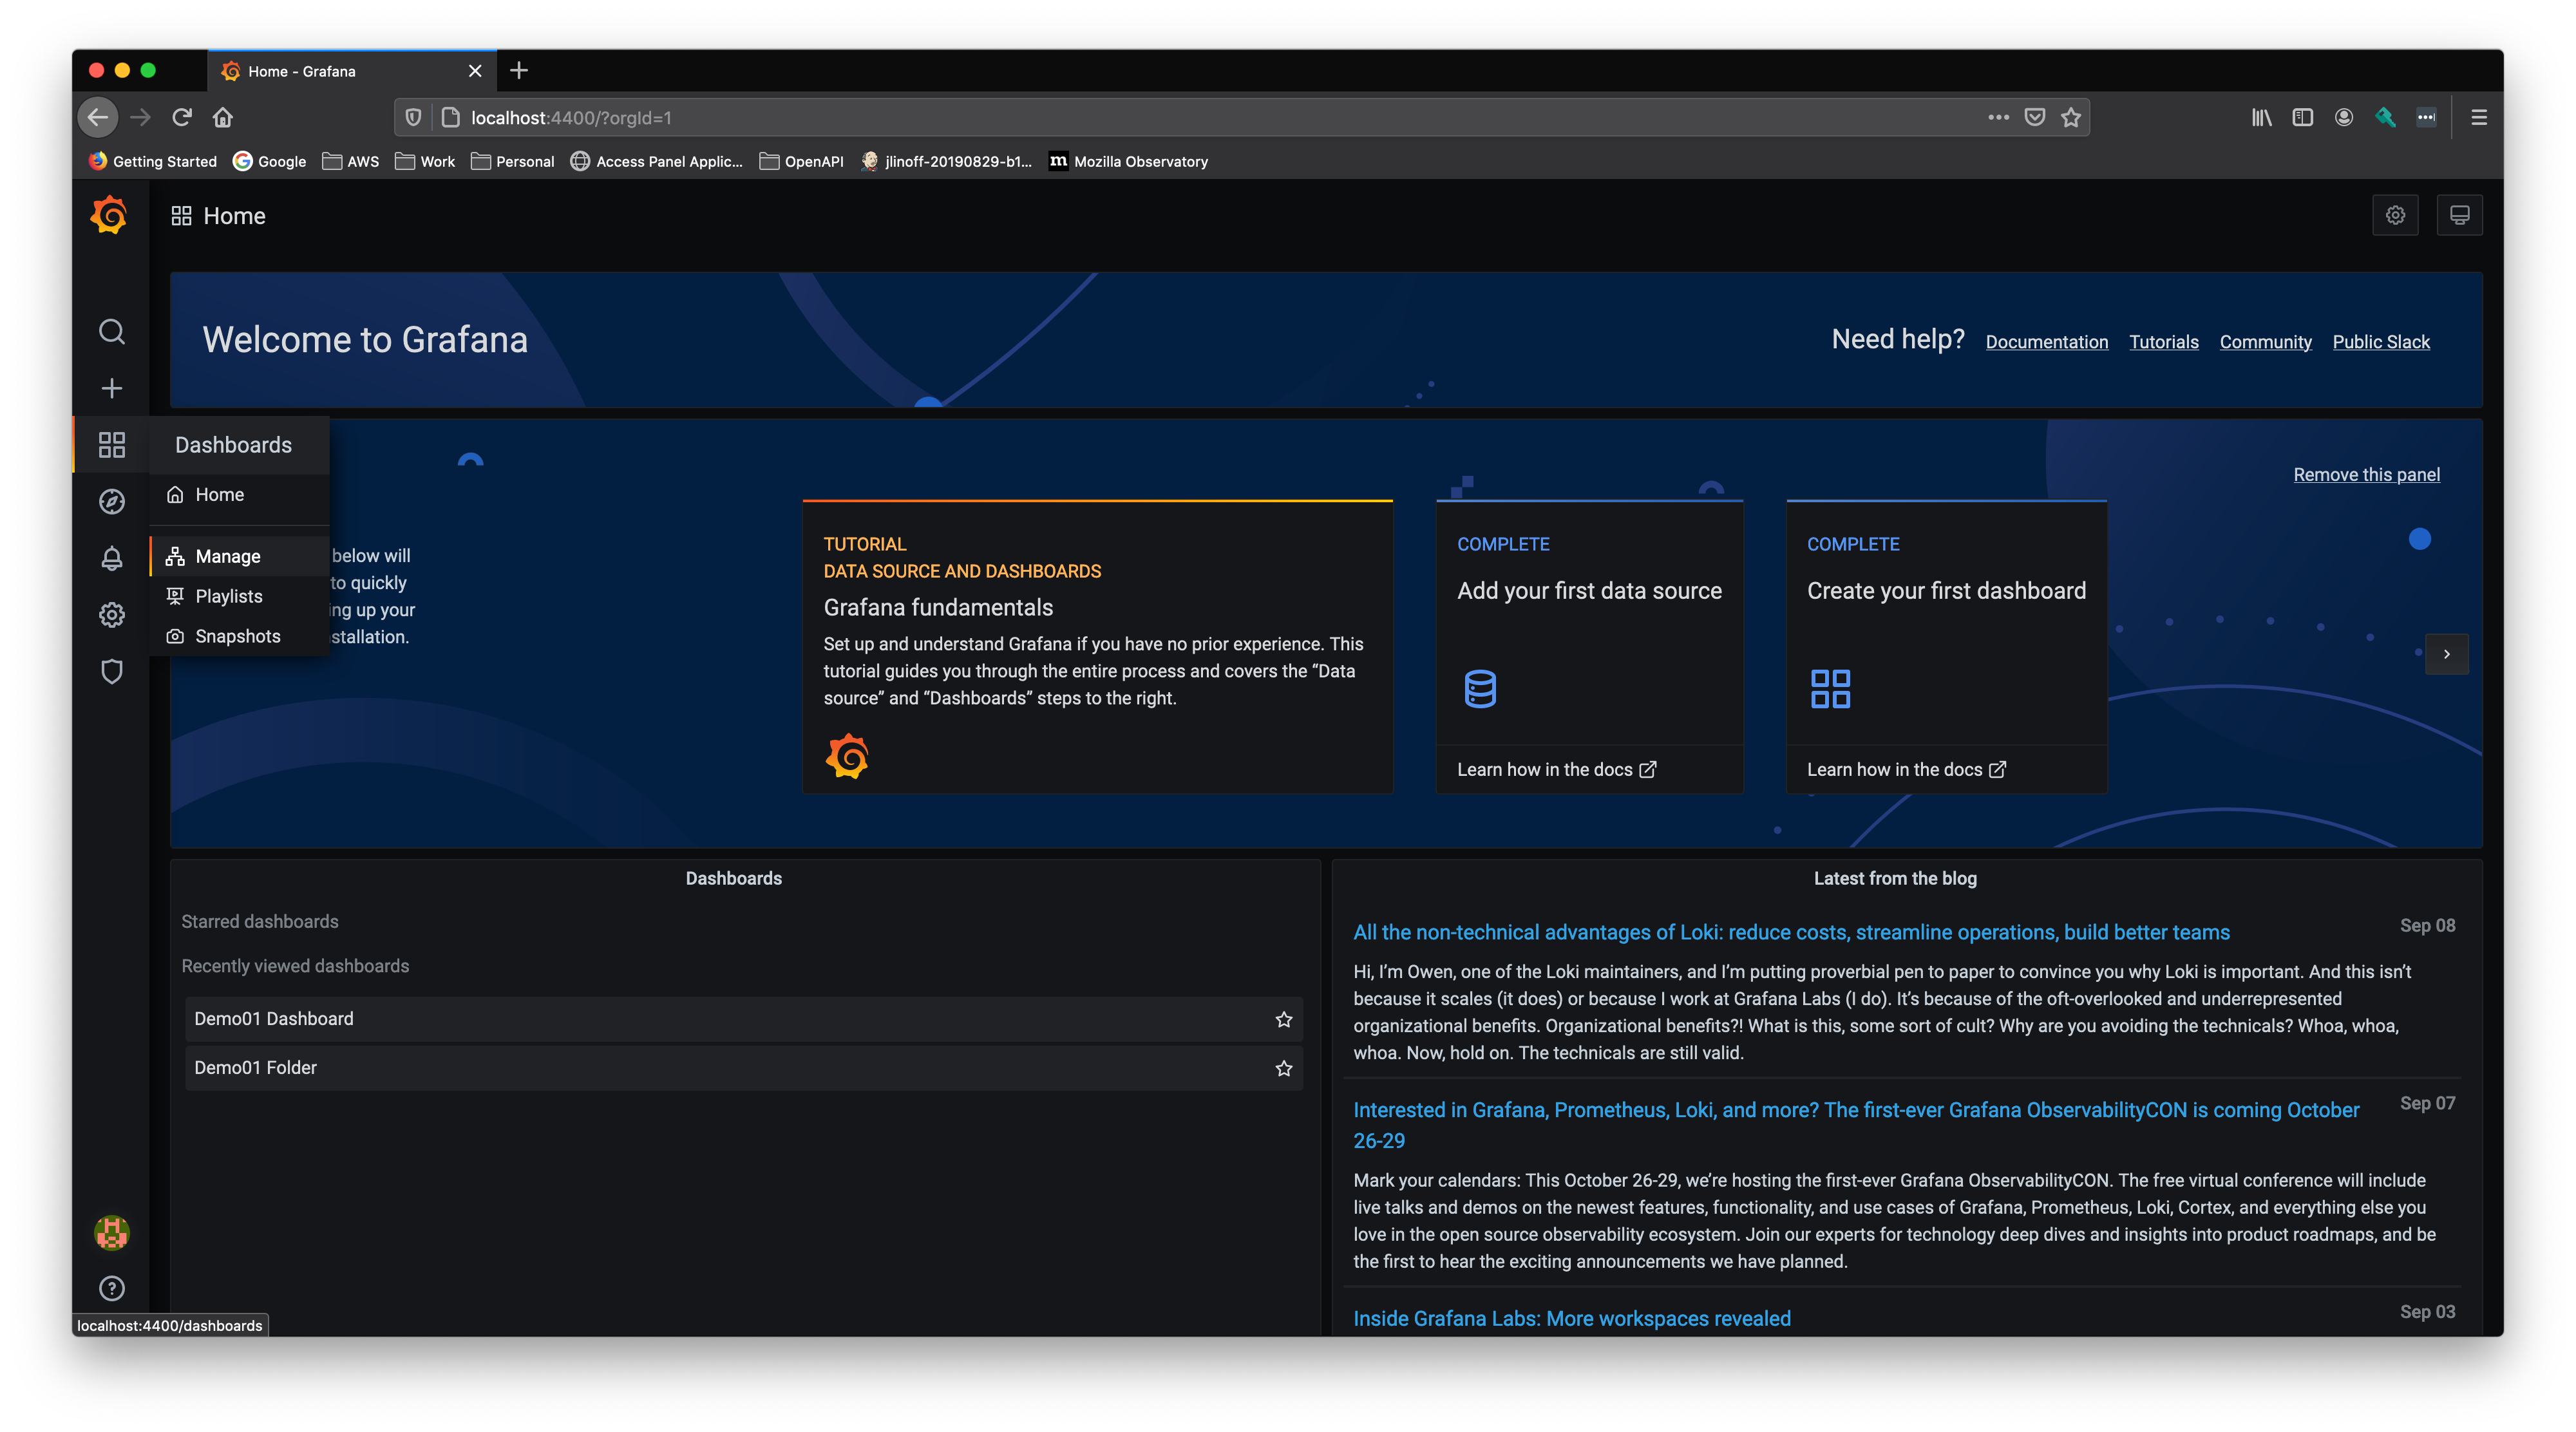 Home - Grafana
localhost:4400/?orgId=1
Getting Started
Google
AWS
Work
Personal
Access Panel Applic...
OpenAPI
jlinoff-20190829-b1...
m Mozilla Observatory
Home
Welcome to Grafana
Need help?
Documentation
Tutorials
Community
Public Slack
Dashboards
Home
Manage
Playlists
Snapshots
below will
to quickly
ing up your
stallation.
Remove this panel
TUTORIAL
DATA SOURCE AND DASHBOARDS
Grafana fundamentals
Set up and understand Grafana if you have no prior experience. This
tutorial guides you through the entire process and covers the “Data
source” and “Dashboards” steps to the right.
COMPLETE
Add your first data source
Learn how in the docs
COMPLETE
Create your first dashboard
Learn how in the docs
Dashboards
Starred dashboards
Recently viewed dashboards
Demo01 Dashboard
Demo01 Folder
Latest from the blog
All the non-technical advantages of Loki: reduce costs, streamline operations, build better teams
Sep 08
Hi, I’m Owen, one of the Loki maintainers, and I’m putting proverbial pen to paper to convince you why Loki is important. And this isn’t
because it scales (it does) or because I work at Grafana Labs (I do). It’s because of the oft-overlooked and underrepresented
organizational benefits. Organizational benefits?! What is this, some sort of cult? Why are you avoiding the technicals? Whoa, whoa,
whoa. Now, hold on. The technicals are still valid.
Interested in Grafana, Prometheus, Loki, and more? The first-ever Grafana ObservabilityCON is coming October
26-29
Sep 07
Mark your calendars: This October 26-29, we’re hosting the first-ever Grafana ObservabilityCON. The free virtual conference will include
live talks and demos on the newest features, functionality, and use cases of Grafana, Prometheus, Loki, Cortex, and everything else you
love in the open source observability ecosystem. Join our experts for technology deep dives and insights into product roadmaps, and be
the first to hear the exciting announcements we have planned.
Inside Grafana Labs: More workspaces revealed
Sep 03
localhost:4400/dashboards